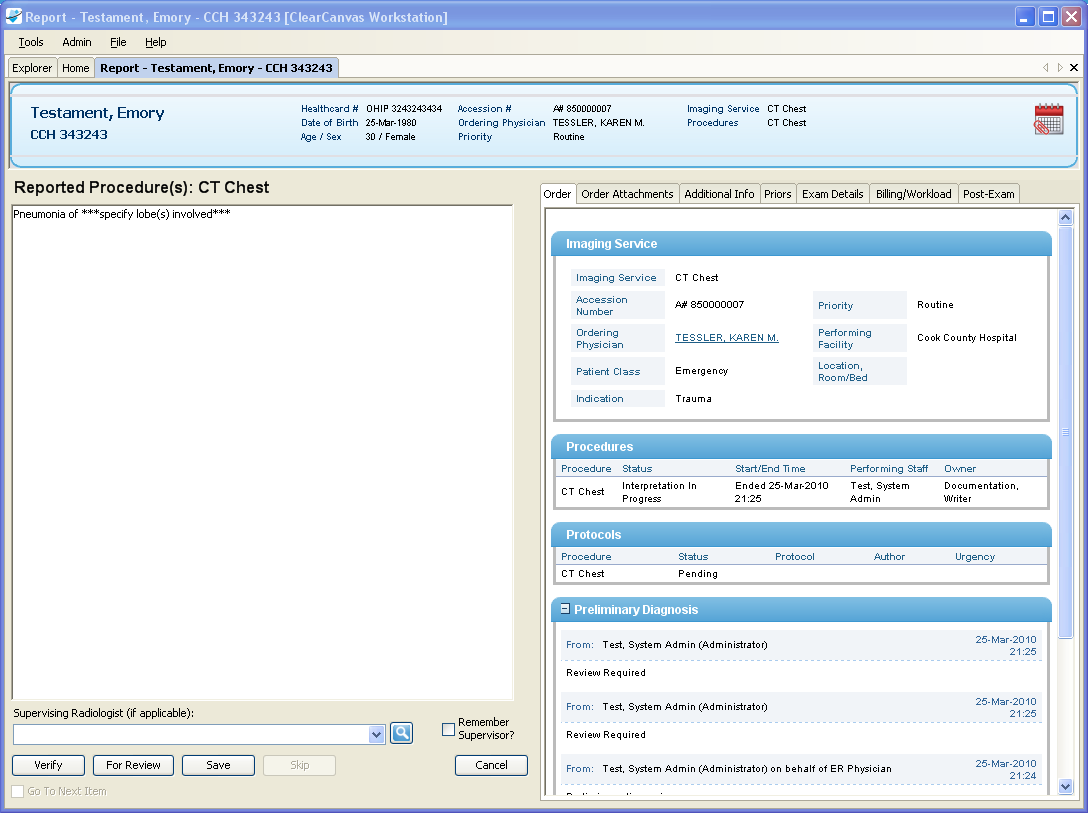 Report - Testament, Emory - CCH 343243 [ClearCanvas Workstation]
Tools Admin File Help
Explorer Home Report - Testament, Emory - CCH 343243
Testament, Emory
CCH 343243
Healthcard # OHIP 3243243434 Accession # A# 850000007 Imaging Service CT Chest
Date of Birth 25-Mar-1980 Ordering Physician TESSLER, KAREN M. Procedures CT Chest
Age / Sex 30 / Female Priority Routine
Reported Procedure(s): CT Chest
Pneumonia of ***specify lobe(s) involved***
Supervising Radiologist (if applicable):
Remember
Supervisor?
Verify For Review Save Skip Cancel
Go To Next Item
Order Order Attachments Additional Info Priors Exam Details Billing/Workload Post-Exam
Imaging Service
Imaging Service CT Chest
Accession
Number A# 850000007 Priority Routine
Ordering
Physician TESSLER, KAREN M. Performing
Facility Cook County Hospital
Patient Class Emergency Location,
Room/Bed
Indication Trauma
Procedures
Procedure Status Start/End Time Performing Staff Owner
CT Chest Interpretation In
Progress Ended 25-Mar-2010
21:25 Test, System
Admin Documentation,
Writer
Protocols
Procedure Status Protocol Author Urgency
CT Chest Pending
Preliminary Diagnosis
From: Test, System Admin (Administrator) 25-Mar-2010
21:25
Review Required
From: Test, System Admin (Administrator) 25-Mar-2010
21:25
Review Required
From: Test, System Admin (Administrator) on behalf of ER Physician 25-Mar-2010
21:24